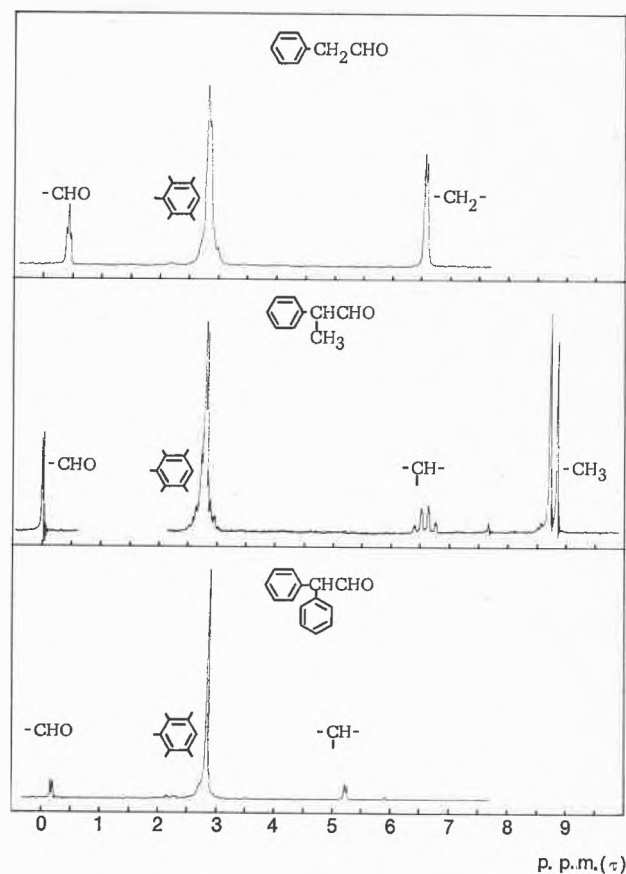 CH2CHO
-CHO
-CH2-
CHCHO
CH3
-CHO
-CH-
-CH3
CHCHO
-CHO
-CH-
0 1 2 3 4 5 6 7 8 9
p. p.m.(τ)